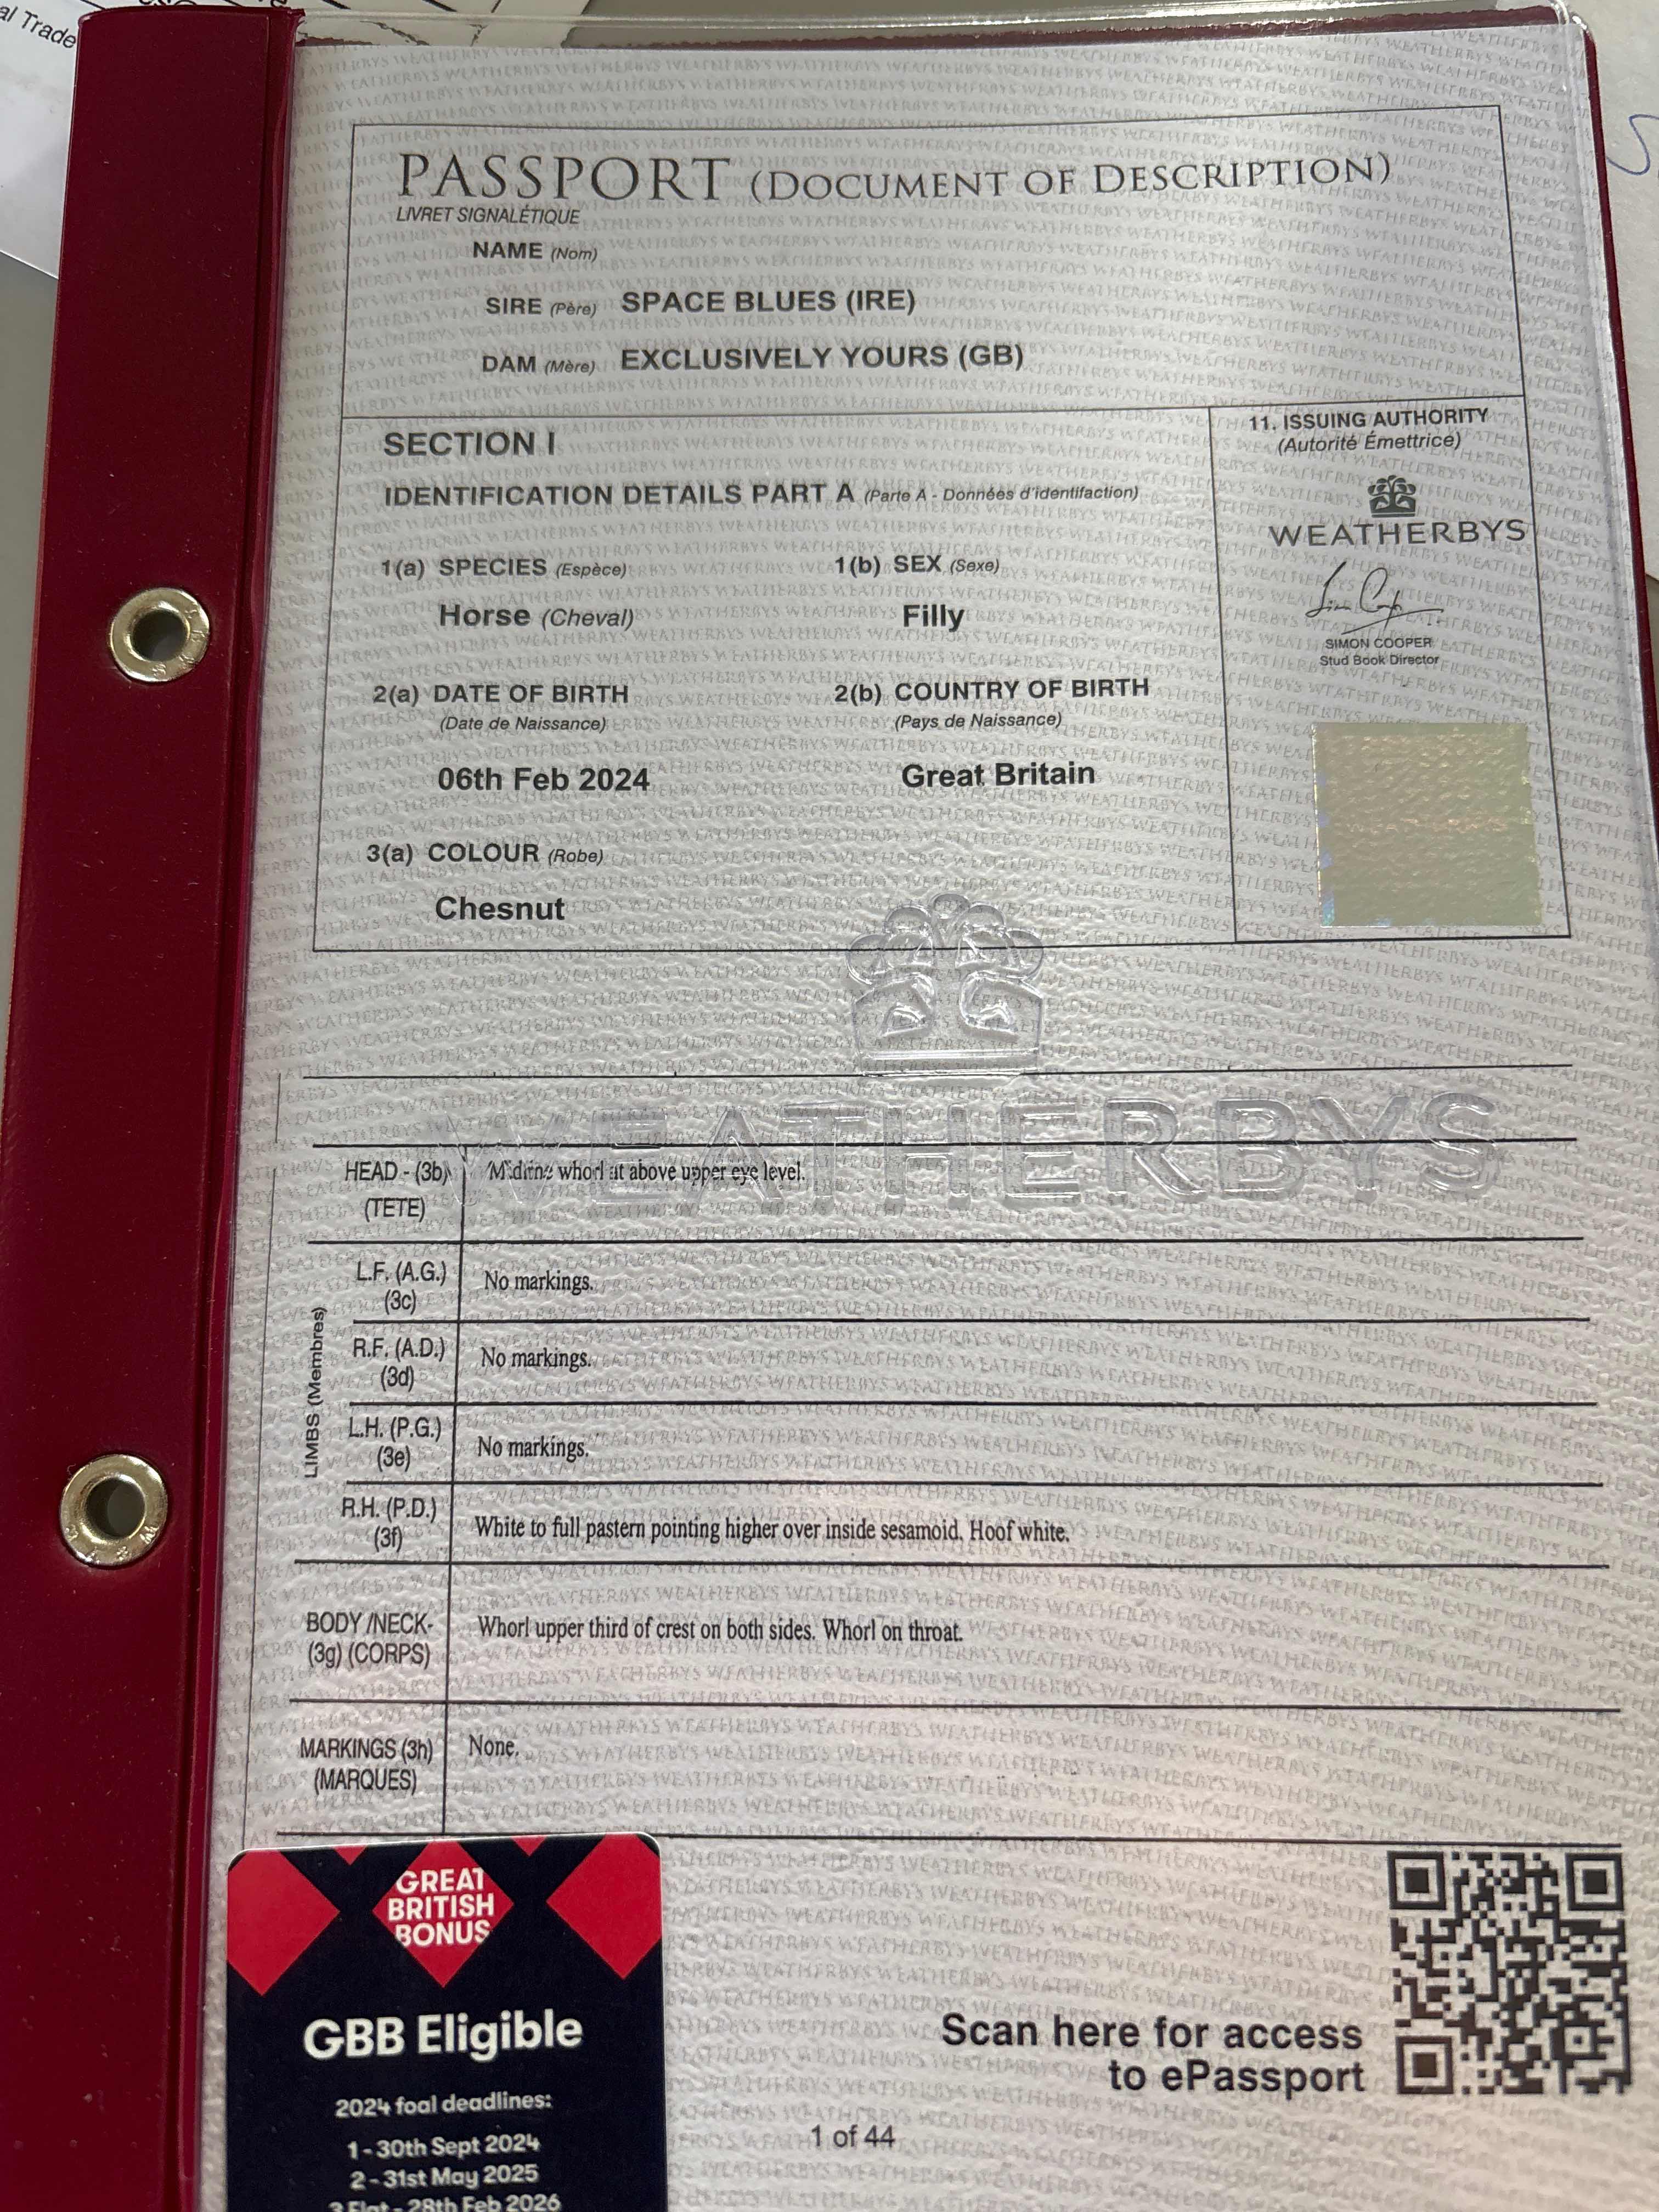 al Trade
PASSPORT (DOCUMENT OF DESCRIPTION)
LIVRET SIGNALÉTIQUE
NAME (Nom)
SIRE (Père) SPACE BLUES (IRE)
DAM (Mère) EXCLUSIVELY YOURS (GB)
SECTION I
IDENTIFICATION DETAILS PART A (Parte A - Données d'identifaction)
1(a) SPECIES (Espèce) 1(b) SEX (Sexe)
Horse (Cheval) Filly
2(a) DATE OF BIRTH 2(b) COUNTRY OF BIRTH
(Date de Naissance) (Pays de Naissance)
06th Feb 2024 Great Britain
3(a) COLOUR (Robe)
Chesnut
11. ISSUING AUTHORITY
(Autorité Émettrice)
WEATHERBYS
SIMON COOPER
Stud Book Director
WEATHERBYS
HEAD - (3b) whorl at above upper eye level.
(TETE)
LIMBS (Membres)
L.F. (A.G.) No markings.
(3c)
R.F. (A.D.) No markings.
(3d)
L.H. (P.G.) No markings.
(3e)
R.H. (P.D.) White to full pastern pointing higher over inside sesamoid. Hoof white.
(3f)
BODY /NECK- Whorl upper third of crest on both sides. Whorl on throat.
(3g) (CORPS)
MARKINGS (3h) None.
(MARQUES)
GREAT
BRITISH
BONUS
GBB Eligible
2024 foal deadlines:
1 - 30th Sept 2024
2 - 31st May 2025
3 Flat - 28th Feb 2026
Scan here for access
to ePassport
1 of 44